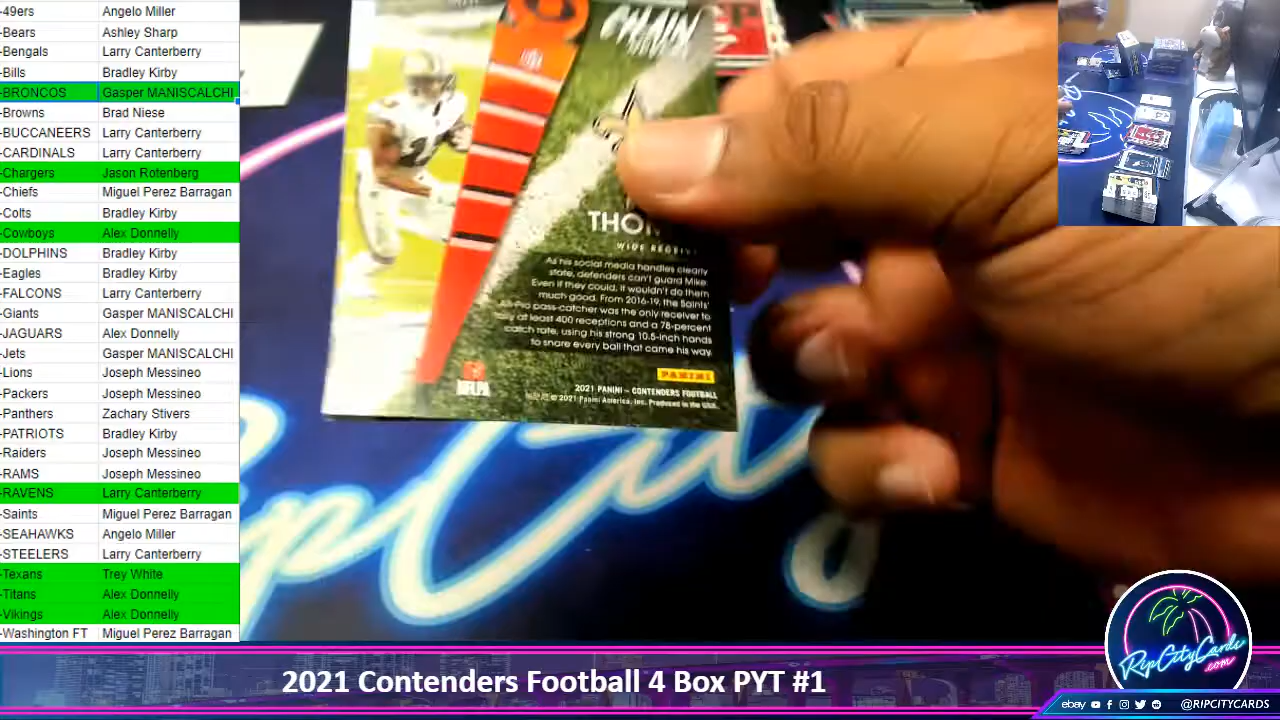 -49ers Angelo Miller
-Bears Ashley Sharp
-Bengals Larry Canterberry
-Bills Bradley Kirby
-BRONCOS Gasper MANISCALCHI
-Browns Brad Niese
-BUCCANEERS Larry Canterberry
-CARDINALS Larry Canterberry
-Chargers Jason Rotenberg
-Chiefs Miguel Perez Barragan
-Colts Bradley Kirby
-Cowboys Alex Donnelly
-DOLPHINS Bradley Kirby
-Eagles Bradley Kirby
-FALCONS Larry Canterberry
-Giants Gasper MANISCALCHI
-JAGUARS Alex Donnelly
-Jets Gasper MANISCALCHI
-Lions Joseph Messineo
-Packers Joseph Messineo
-Panthers Zachary Stivers
-PATRIOTS Bradley Kirby
-Raiders Joseph Messineo
-RAMS Joseph Messineo
-RAVENS Larry Canterberry
-Saints Miguel Perez Barragan
-SEAHAWKS Angelo Miller
-STEELERS Larry Canterberry
-Texans Trey White
-Titans Alex Donnelly
-Vikings Alex Donnelly
-Washington FT Miguel Perez Barragan
CHAIN
THO
WIDE RECEIV
As his social media handles clearly
state, defenders can't guard Mike.
Even if they could, it wouldn't do them
much good. From 2016-19, the Saints'
All-Pro pass-catcher was the only receiver to
tally at least 400 receptions and a 78-percent
catch rate, using his strong 10.5-inch hands
to snare every ball that came his way.
PANINI
2021 PANINI – CONTENDERS FOOTBALL
© 2021 Panini America, Inc. Produced in the USA.
NFLPA
Rip City
RipCityCards
.com
2021 Contenders Football 4 Box PYT #1
ebay @RIPCITYCARDS